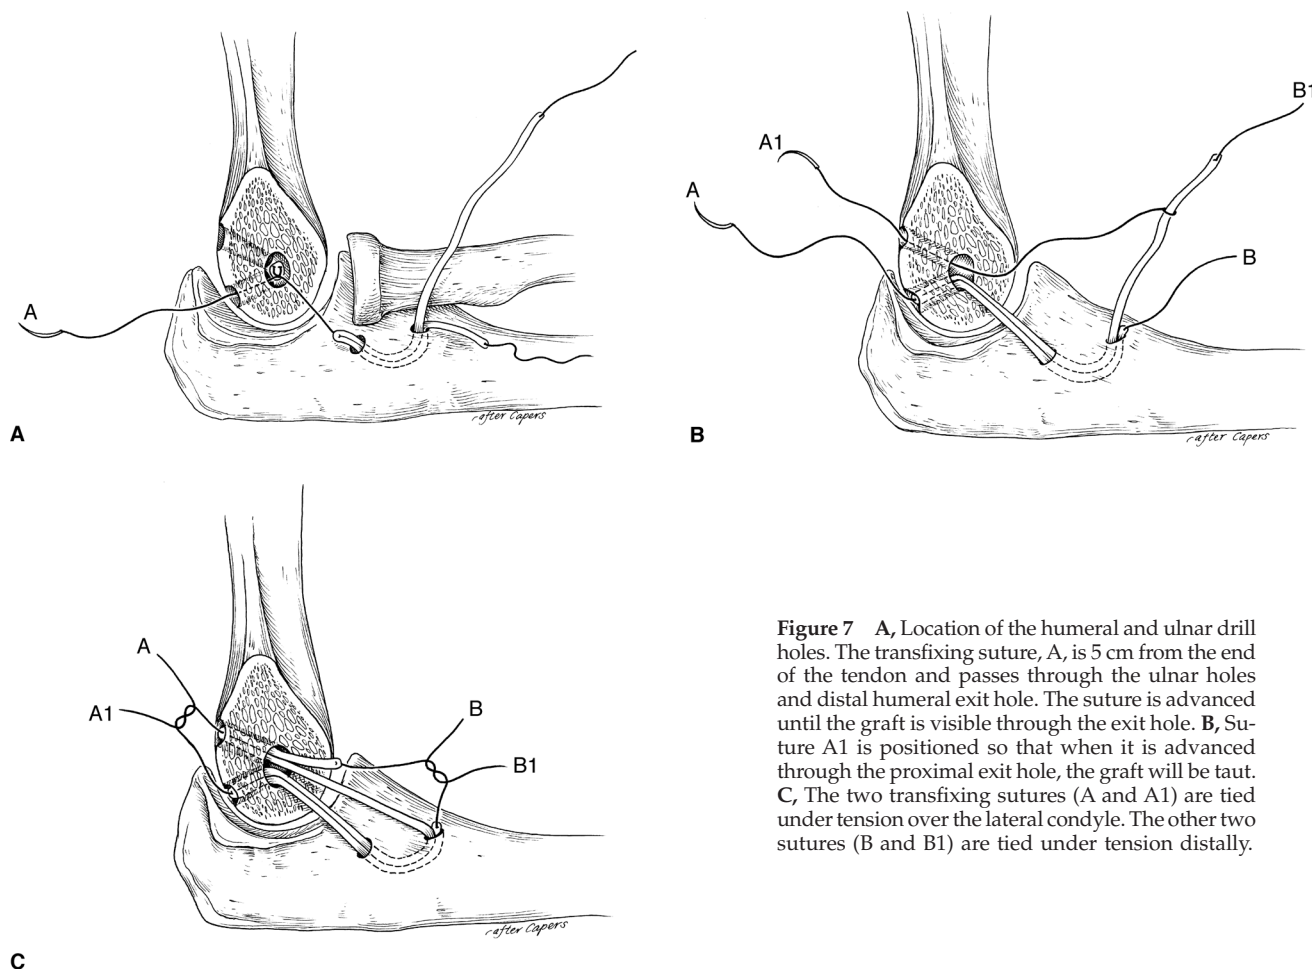 B1
A1
A
B
A
after Capers
after Capers
A
B
A
A1
B
B1
after Capers
C
Figure 7 A, Location of the humeral and ulnar drill
holes. The transfixing suture, A, is 5 cm from the end
of the tendon and passes through the ulnar holes
and distal humeral exit hole. The suture is advanced
until the graft is visible through the exit hole. B, Su-
ture A1 is positioned so that when it is advanced
through the proximal exit hole, the graft will be taut.
C, The two transfixing sutures (A and A1) are tied
under tension over the lateral condyle. The other two
sutures (B and B1) are tied under tension distally.